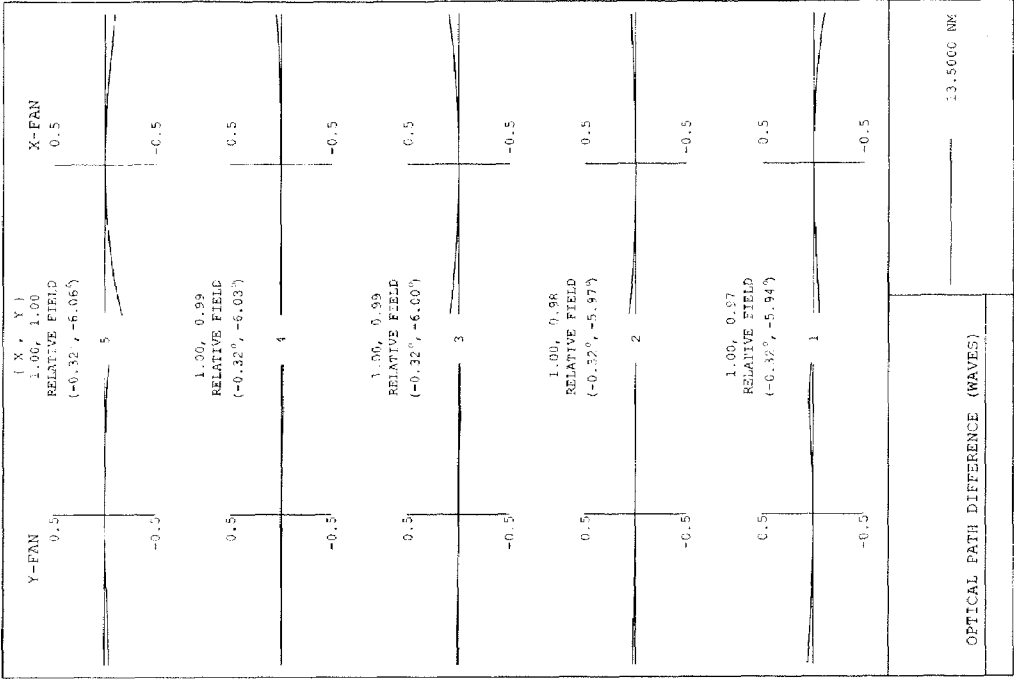 ( X , Y )
Y-FAN 1.00, 1.00 X-FAN
0.5 RELATIVE FIELD 0.5
(-0.32°, -6.06°)
5
-0.5 -0.5
1.00, 0.99
0.5 RELATIVE FIELD 0.5
(-0.32°, -6.03°)
4
-0.5 -0.5
1.00, 0.99
0.5 RELATIVE FIELD 0.5
(-0.32°, -6.00°)
3
-0.5 -0.5
1.00, 0.98
0.5 RELATIVE FIELD 0.5
(-0.32°, -5.97°)
2
-0.5 -0.5
1.00, 0.97
0.5 RELATIVE FIELD 0.5
(-0.32°, -5.94°)
1
-0.5 -0.5
13.5000 NM
OPTICAL PATH DIFFERENCE (WAVES)